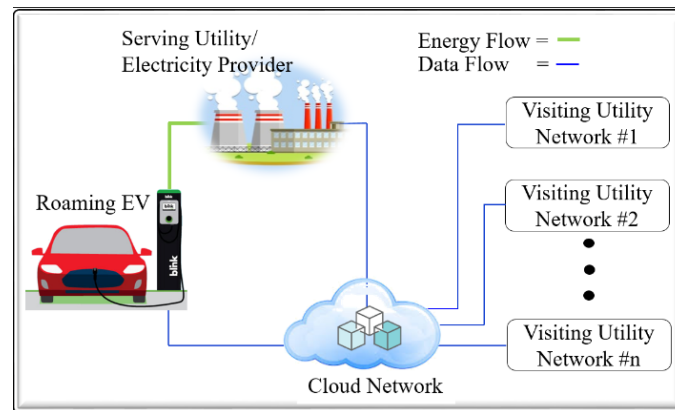 Serving Utility/
Electricity Provider
Energy Flow =
Data Flow =
Visiting Utility
Network #1
Roaming EV
blink
Visiting Utility
Network #2
Visiting Utility
Network #n
Cloud Network